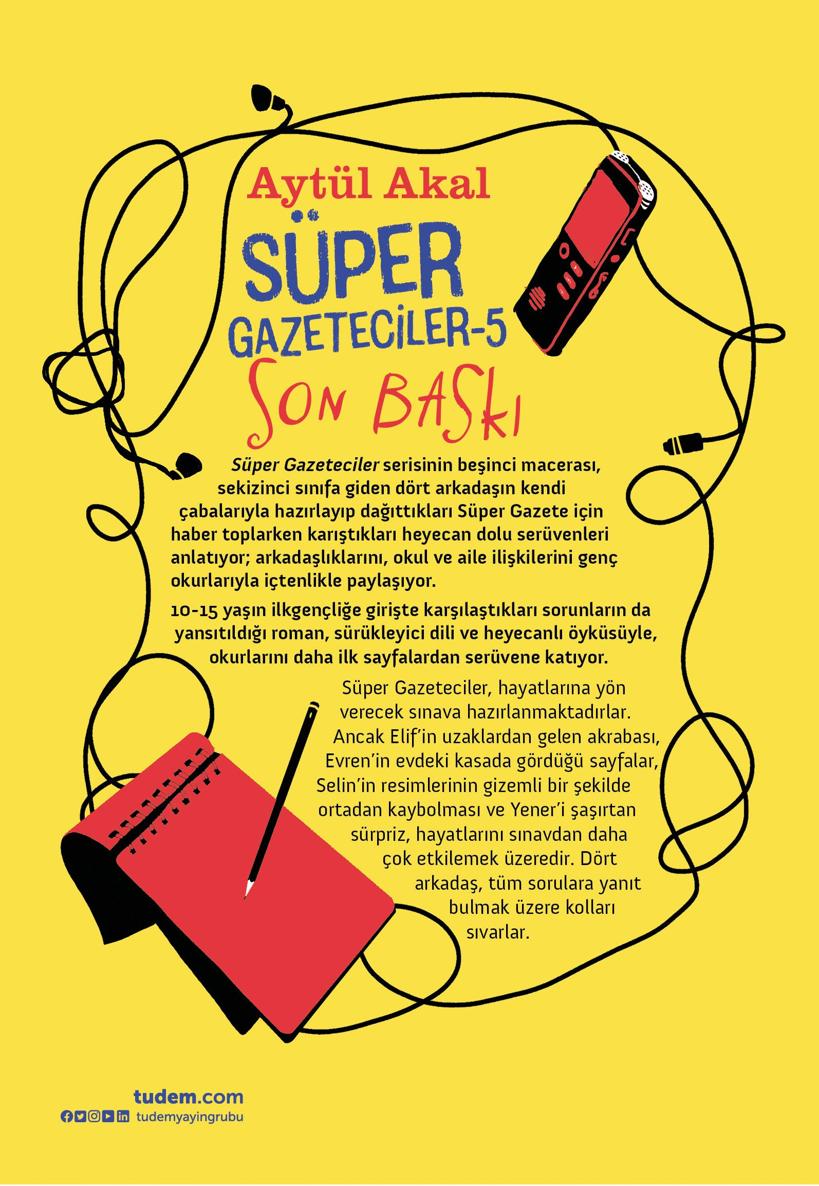 Aytül Akal
SÜPER
GAZETECİLER-5
SON BASKI
Süper Gazeteciler serisinin beşinci macerası,
sekizinci sınıfa giden dört arkadaşın kendi
çabalarıyla hazırlayıp dağıttıkları Süper Gazete için
haber toplarken karıştıkları heyecan dolu serüvenleri
anlatıyor; arkadaşlıklarını, okul ve aile ilişkilerini genç
okurlarıyla içtenlikle paylaşıyor.
10-15 yaşın ilkgençliğe girişte karşılaştıkları sorunların da
yansıtıldığı roman, sürükleyici dili ve heyecanlı öyküsüyle,
okurlarını daha ilk sayfalardan serüvene katıyor.
Süper Gazeteciler, hayatlarına yön
verecek sınava hazırlanmaktadırlar.
Ancak Elif'in uzaklardan gelen akrabası,
Evren'in evdeki kasada gördüğü sayfalar,
Selin'in resimlerinin gizemli bir şekilde
ortadan kaybolması ve Yener'i şaşırtan
sürpriz, hayatlarını sınavdan daha
çok etkilemek üzeredir. Dört
arkadaş, tüm sorulara yanıt
bulmak üzere kolları
sıvarlar.
tudem.com
tudemyayingrubu